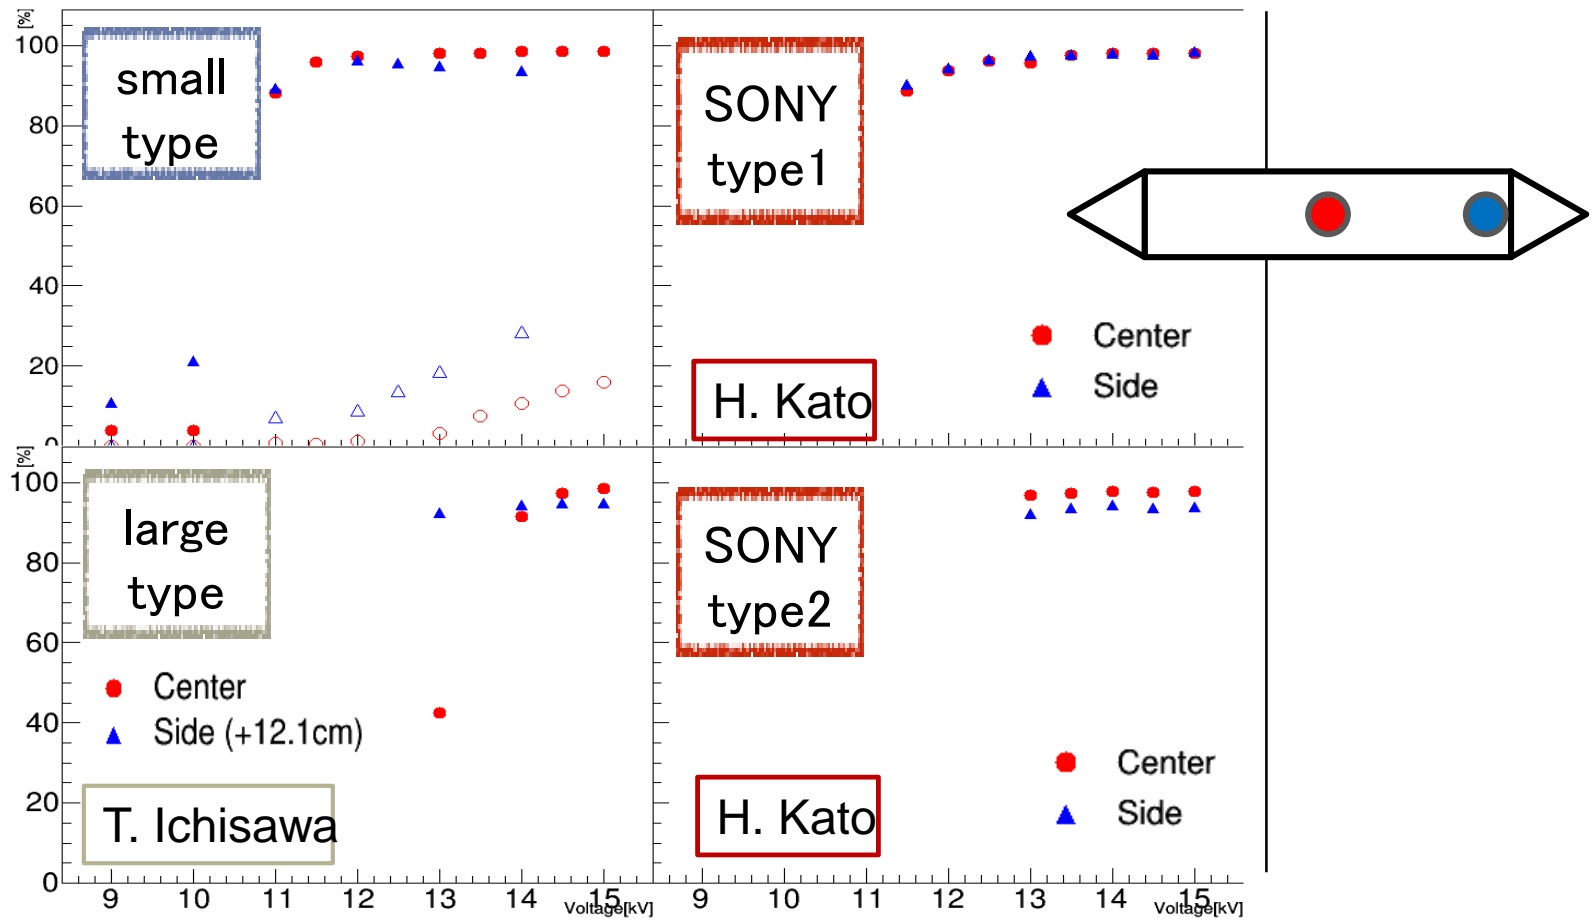 [%]
100
80
60
40
20
0
small
type
SONY
type1
H. Kato
Center
Side
[%]
100
80
60
40
20
0
large
type
Center
Side (+12.1cm)
T. Ichisawa
9 10 11 12 13 14 15
Voltage[kV]
SONY
type2
H. Kato
Center
Side
9 10 11 12 13 14 15
Voltage[kV]